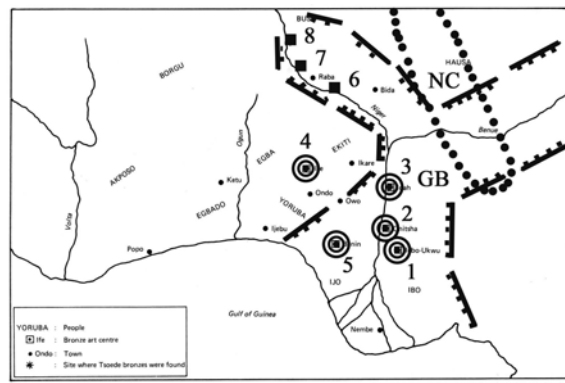 BUS
8
HAUSA
7
NC
BORGU
Raba
6
Bida
Niger
Benue
Ogun
4
EKITI
EGBA
Ikare
3
GB
AKPOSO
Ketu
Ondo
Owo
EGBADO
YORUBA
2
Volta
Ijebu
Popo
5
1
IJO
IBO
Gulf of Guinea
Nembe
YORUBA : People
Ife : Bronze art centre
Ondo : Town
: Site where Tsoede bronzes were found